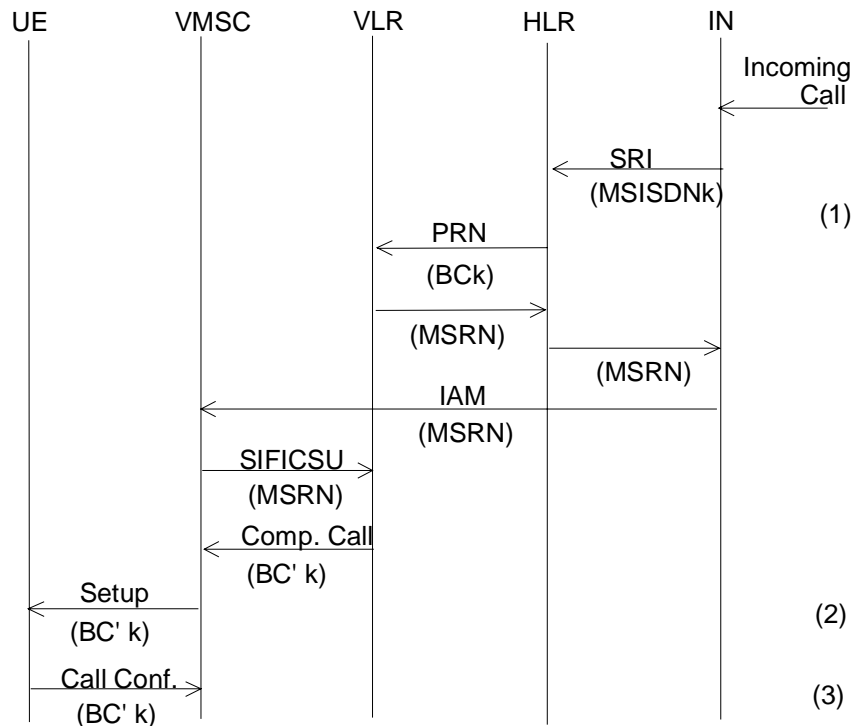 UE VMSC VLR HLR IN
Incoming
Call
SRI
(MSISDNk)
(1)
PRN
(BCk)
(MSRN)
(MSRN)
IAM
(MSRN)
SIFICSU
(MSRN)
Comp. Call
(BC' k)
Setup
(BC' k)
(2)
Call Conf.
(BC' k)
(3)